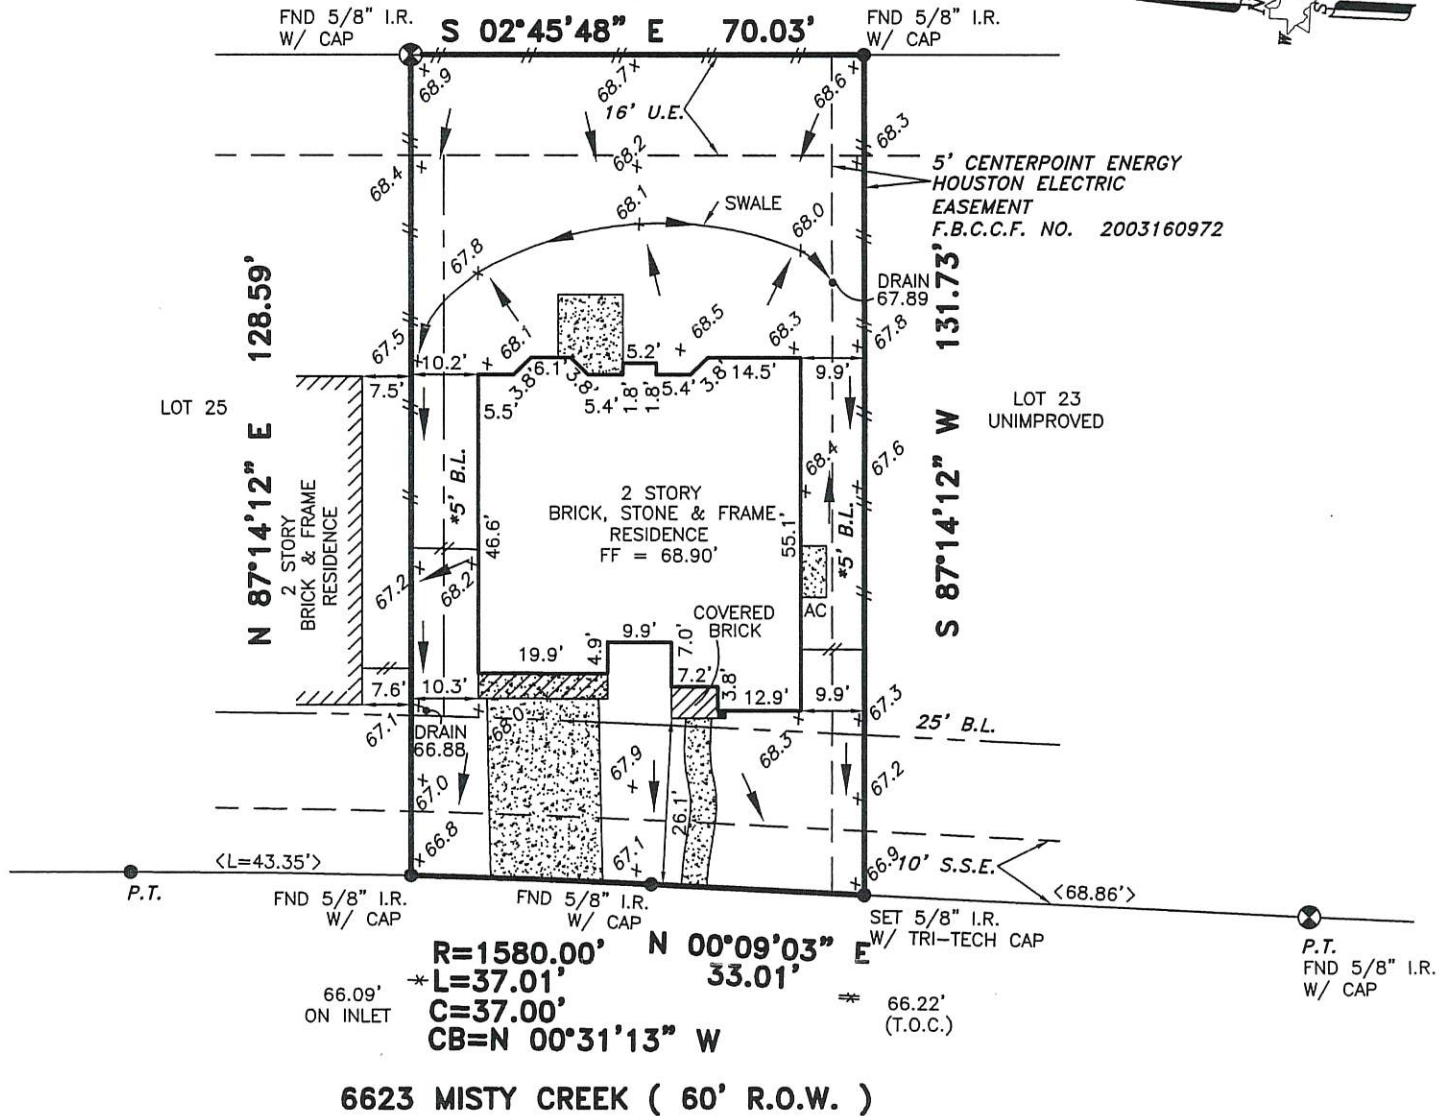 FND 5/8" I.R.
W/ CAP
S 02°45'48" E 70.03'
FND 5/8" I.R.
W/ CAP
S
W
68.9
68.7
68.6
16' U.E.
68.3
68.4
68.2
5' CENTERPOINT ENERGY
HOUSTON ELECTRIC
EASEMENT
F.B.C.C.F. NO. 2003160972
68.1
SWALE
68.0
67.8
DRAIN
67.89
N 87°14'12" E 128.59'
S 87°14'12" W 131.73'
67.5
68.1
68.5
68.3
67.8
10.2'
7.5'
5.5'
3.8'
6.1'
3.8'
5.4'
1.8'
5.2'
1.8'
5.4'
3.8'
14.5'
9.9'
LOT 25
LOT 23
UNIMPROVED
2 STORY
BRICK & FRAME
RESIDENCE
*5' B.L.
46.6'
2 STORY
BRICK, STONE & FRAME
RESIDENCE
FF = 68.90'
55.1'
68.4
67.6
*5' B.L.
AC
67.2
68.2
COVERED
BRICK
19.9'
4.9'
9.9'
7.0'
7.2'
3.8'
12.9'
9.9'
7.6'
10.3'
67.1
DRAIN
66.88
68.0
67.3
25' B.L.
68.3
67.0
67.9
67.2
26.1'
66.8
67.1
66.9
10' S.S.E.
<L=43.35'>
<68.86'>
P.T.
FND 5/8" I.R.
W/ CAP
FND 5/8" I.R.
W/ CAP
SET 5/8" I.R.
W/ TRI-TECH CAP
P.T.
FND 5/8" I.R.
W/ CAP
R=1580.00'
L=37.01'
C=37.00'
CB=N 00°31'13" W
N 00°09'03" E
33.01'
66.09'
ON INLET
66.22'
(T.O.C.)
6623 MISTY CREEK ( 60' R.O.W. )